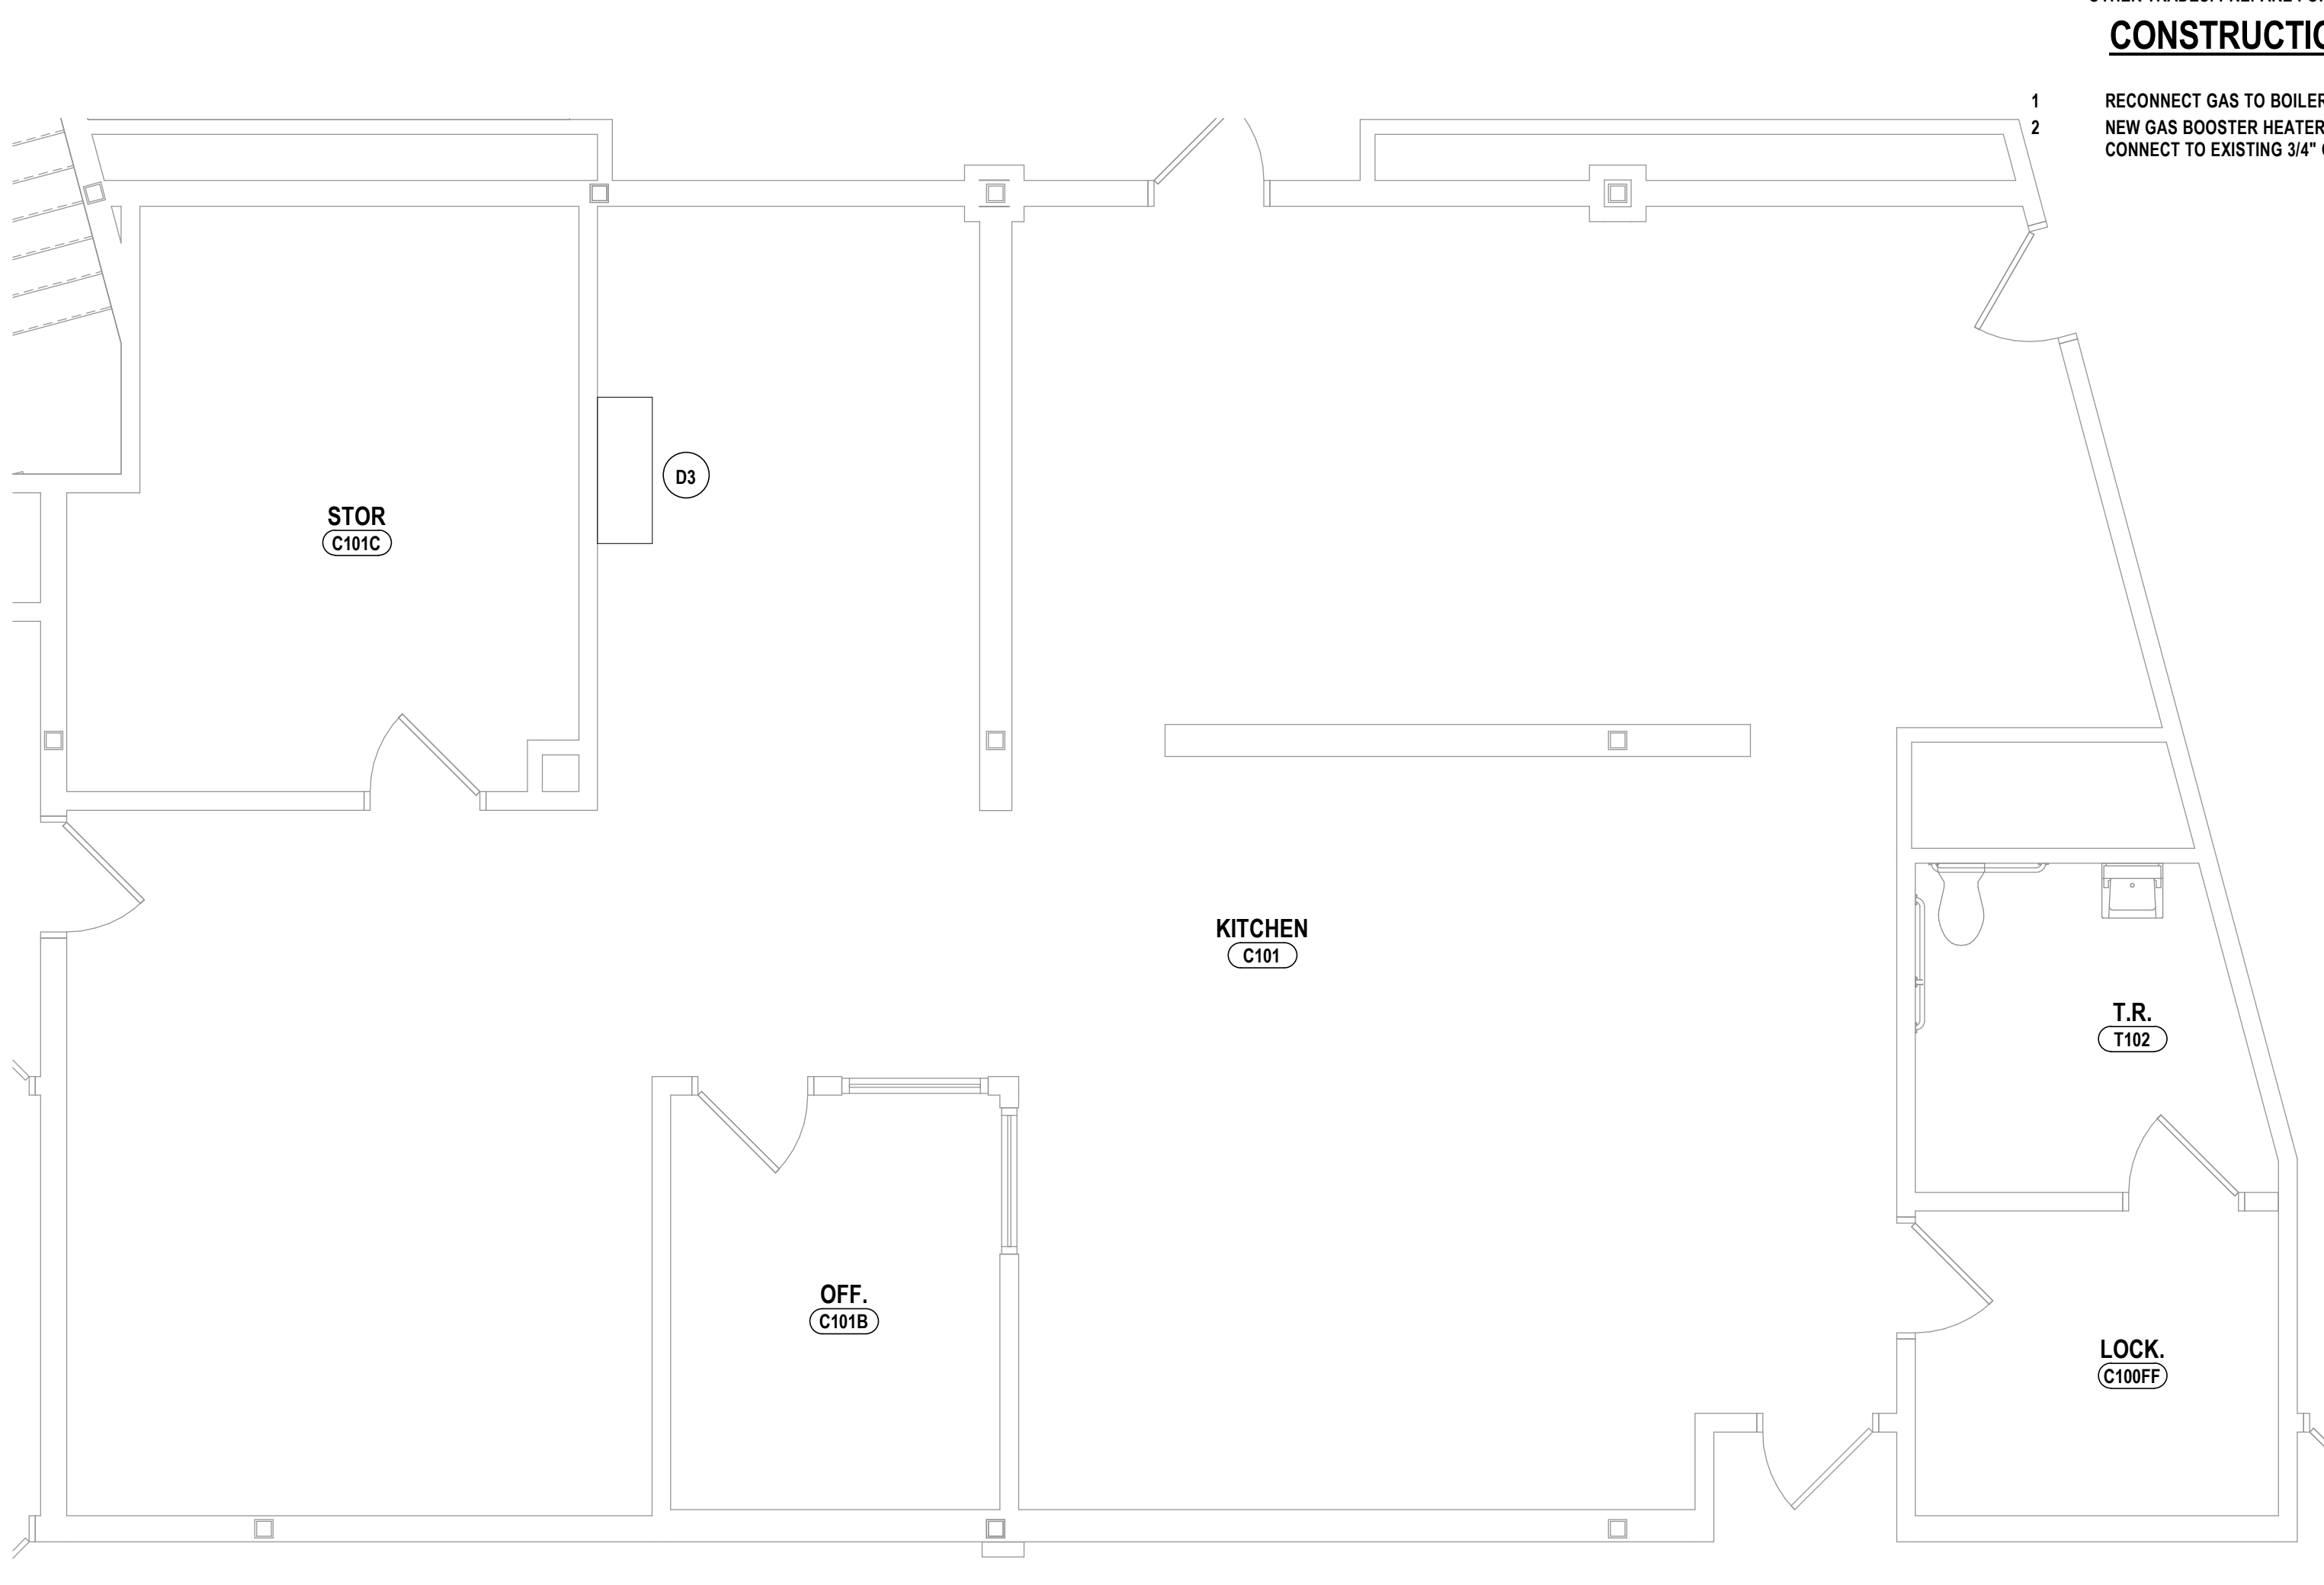 CONSTRUCTIO
1 RECONNECT GAS TO BOILER
2 NEW GAS BOOSTER HEATER
CONNECT TO EXISTING 3/4"
D3
STOR
C101C
KITCHEN
C101
T.R.
T102
OFF.
C101B
LOCK.
C100FF